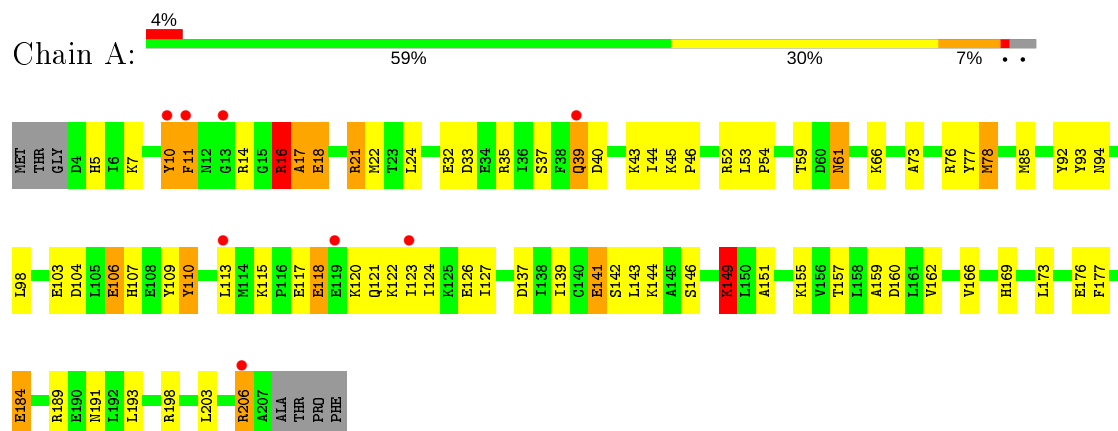 4%
Chain A:
59% 30% 7% • •
MET THR GLY D4 H5 I6 K7 Y10 F11 N12 G13 R14 G15 R16 A17 E18 R21 M22 T23 L24 E32 D33 E34 R35 I36 S37 F38 Q39 D40 K43 I44 K45 P46 R52 L53 P54 T59 D60 N61 K66 A73 R76 Y77 M78 M85 Y92 Y93 N94
L98 E103 D104 L105 E106 H107 E108 Y109 Y110 L113 M114 K115 P116 E117 E118 E119 K120 Q121 K122 I123 I124 K125 E126 I127 D137 I138 I139 C140 E141 S142 L143 K144 A145 S146 K149 L150 A151 K155 V156 T157 L158 A159 D160 L161 V162 V166 H169 L173 E176 F177
E184 R189 E190 N191 L192 L193 R198 L203 R206 A207 ALA THR PRO PHE